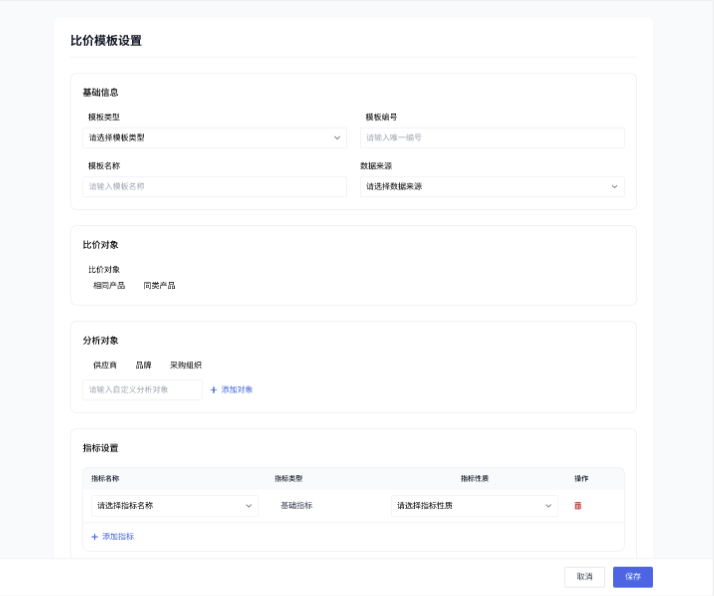 比价模板设置
基础信息
模板类型 模板编号
请选择模板类型 请输入唯一编号
模板名称 数据来源
请输入模板名称 请选择数据来源
比价对象
比价对象
相同产品 同类产品
分析对象
供应商 品牌 采购组织
请输入自定义分析对象 + 添加对象
指标设置
指标名称 指标类型 指标性质 操作
请选择指标名称 基础指标 请选择指标性质
+ 添加指标
取消 保存